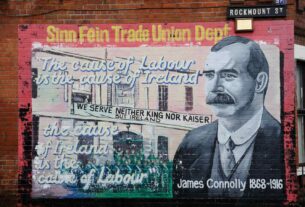 ROCKMOUNT ST
Sinn Fein Trade Union Dept
The cause of Labour
is the cause of Ireland
WE SERVE NEITHER KING NOR KAISER
BUT IRELAND
the cause
of Ireland
is the
cause of Labour
James Connolly 1868-1916